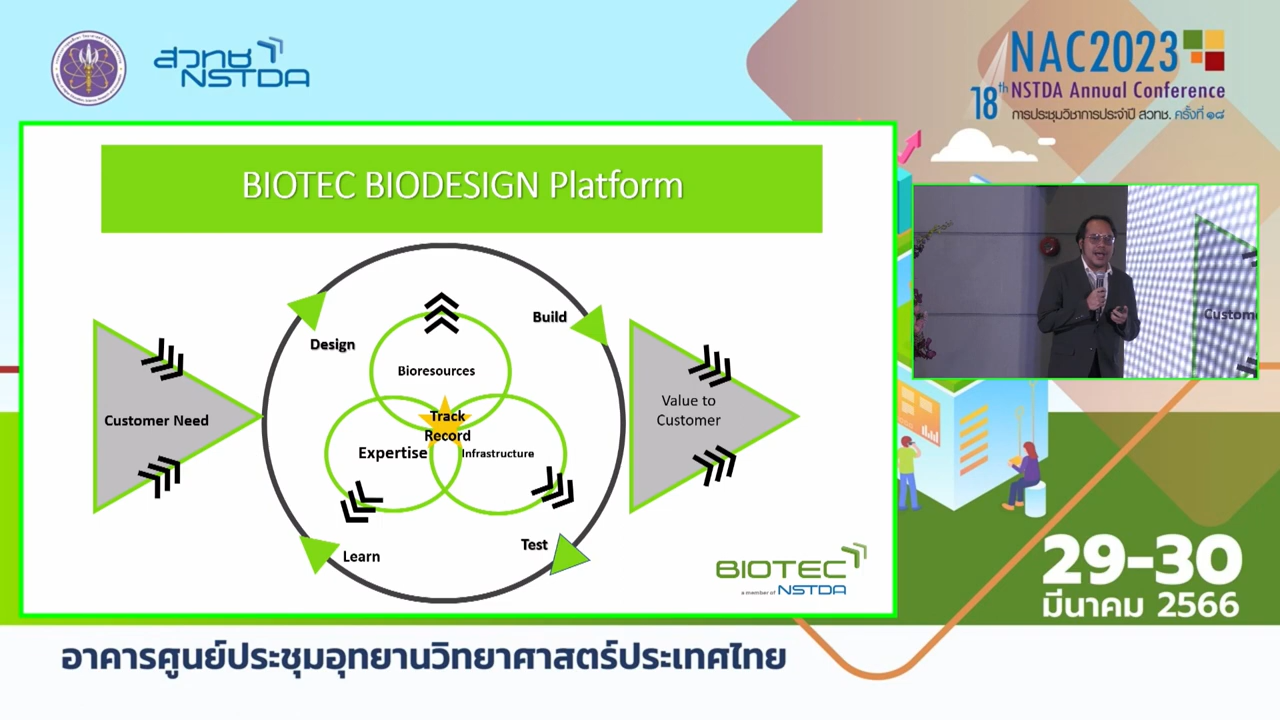 สวทช
NSTDA
NAC2023
18th NSTDA Annual Conference
การประชุมวิชาการประจำปี สวทช. ครั้งที่ ๑๘
BIOTEC BIODESIGN Platform
Build
Design
Bioresources
Customer Need
Track
Record
Expertise
Infrastructure
Value to
Customer
Test
Learn
BIOTEC
a member of NSTDA
Custom
29-30
มีนาคม 2566
อาคารศูนย์ประชุมอุทยานวิทยาศาสตร์ประเทศไทย